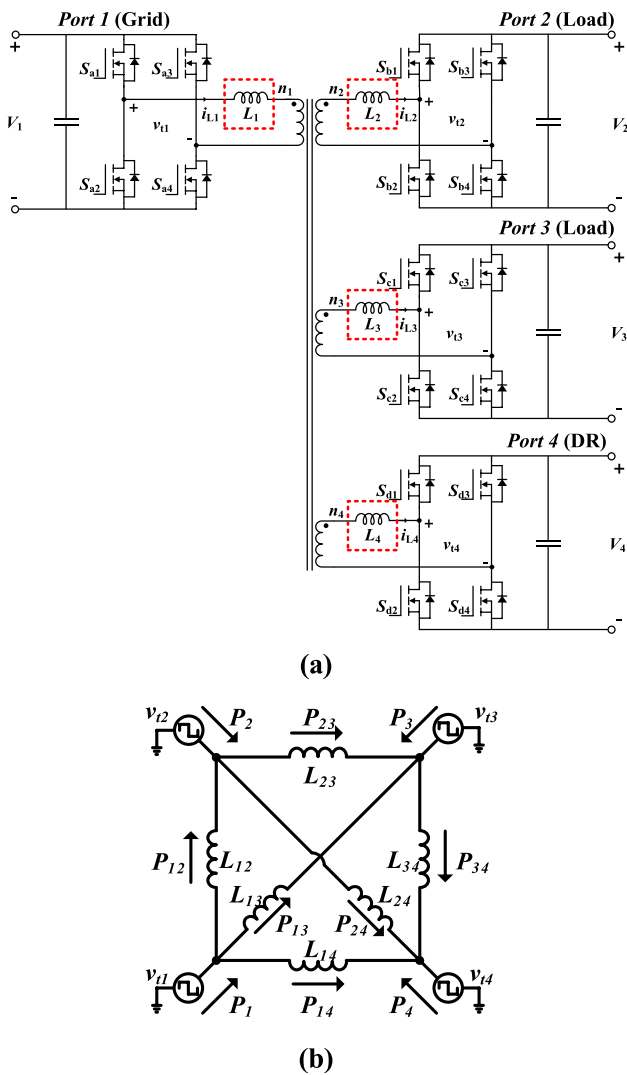 Port 1 (Grid)
Port 2 (Load)
+
+
Sa1
Sa3
Sb1
Sb3
n1
n2
V1
+
iL1
L1
L2
iL2
+
vt1
vt2
V2
-
-
Sa2
Sa4
Sb2
Sb4
-
-
Port 3 (Load)
+
Sc1
Sc3
n3
L3
iL3
+
vt3
V3
-
Sc2
Sc4
-
Port 4 (DR)
+
Sd1
Sd3
n4
L4
iL4
+
vt4
V4
-
Sd2
Sd4
-
(a)
vt2
P2
P23
P3
vt3
L23
P12
L12
L13
P13
L24
P24
L34
P34
L14
vt1
P1
P14
P4
vt4
(b)